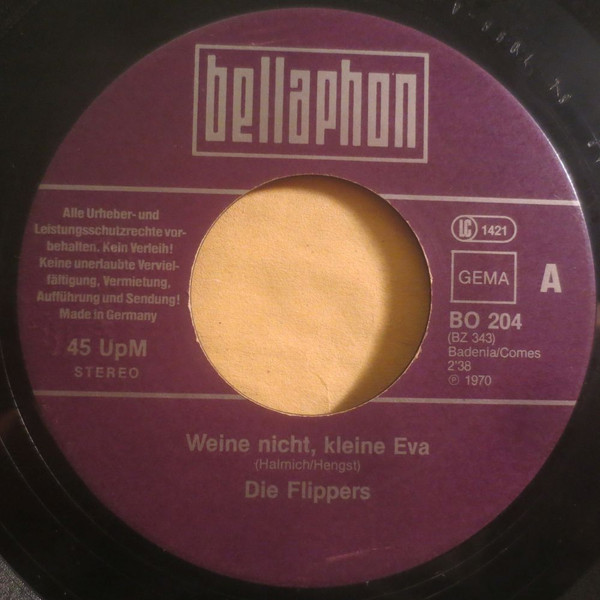 bellaphon
Alle Urheber- und
Leistungsschutzrechte vor-
behalten. Kein Verleih!
Keine unerlaubte Verviel-
fältigung, Vermietung,
Aufführung und Sendung!
Made in Germany
45 UpM
STEREO
LC 1421
GEMA
A
BO 204
(BZ 343)
Badenia/Comes
2'38
Ⓟ 1970
Weine nicht, kleine Eva
(Halmich/Hengst)
Die Flippers